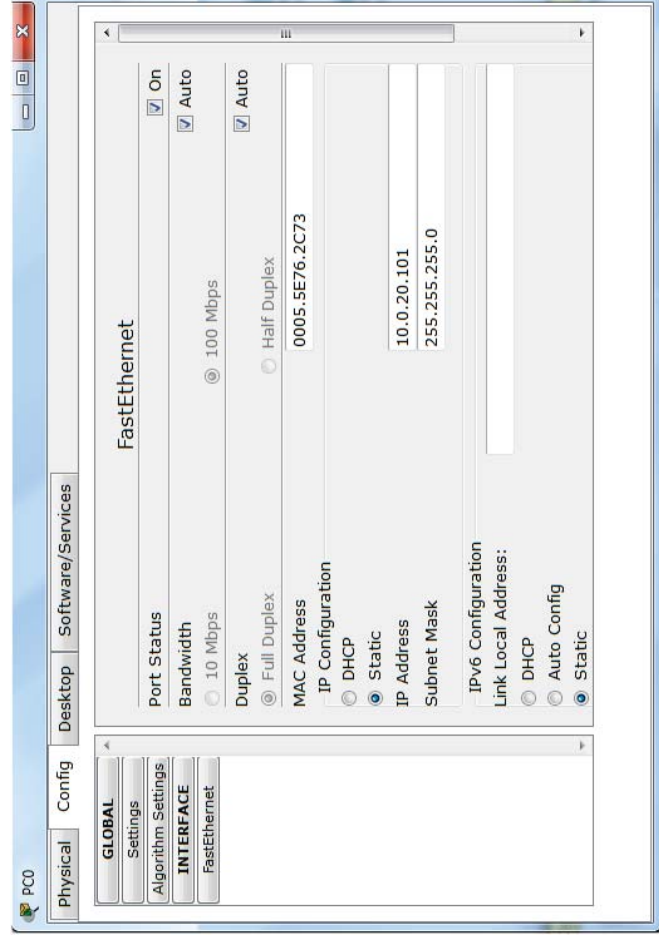 PC0
Physical Config Desktop Software/Services
GLOBAL
Settings
Algorithm Settings
INTERFACE
FastEthernet
FastEthernet
Port Status On
Bandwidth Auto
10 Mbps 100 Mbps
Duplex Auto
Full Duplex Half Duplex
MAC Address 0005.5E76.2C73
IP Configuration
DHCP
Static
IP Address 10.0.20.101
Subnet Mask 255.255.255.0
IPv6 Configuration
Link Local Address:
DHCP
Auto Config
Static